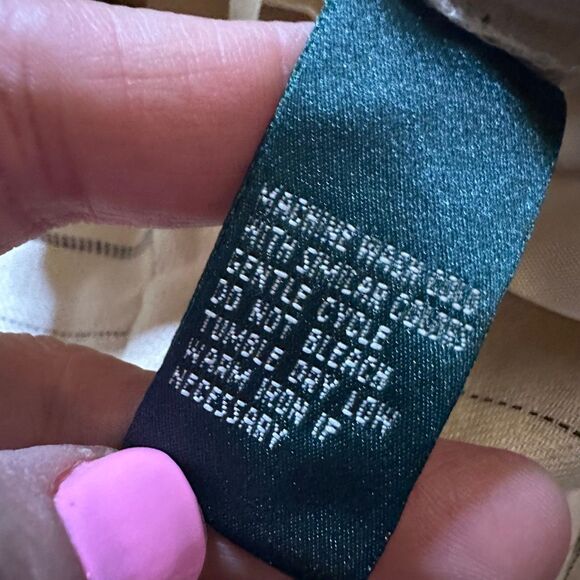 MACHINE WASH COLD
WITH SIMILAR COLORS
GENTLE CYCLE
DO NOT BLEACH
TUMBLE DRY LOW
WARM IRON IF
NECESSARY